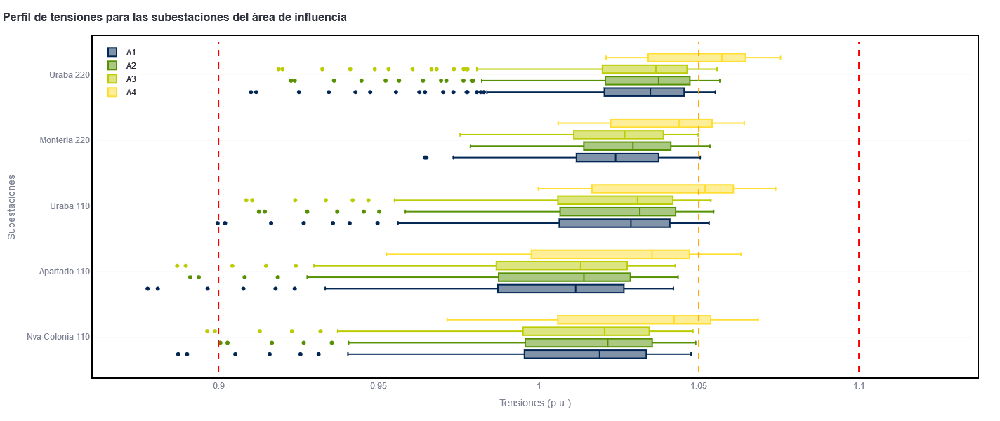 Perfil de tensiones para las subestaciones del área de influencia
A1
A2
A3
A4
Uraba 220
Monteria 220
Uraba 110
Apartado 110
Nva Colonia 110
Subestaciones
0.9
0.95
1
1.05
1.1
Tensiones (p.u.)